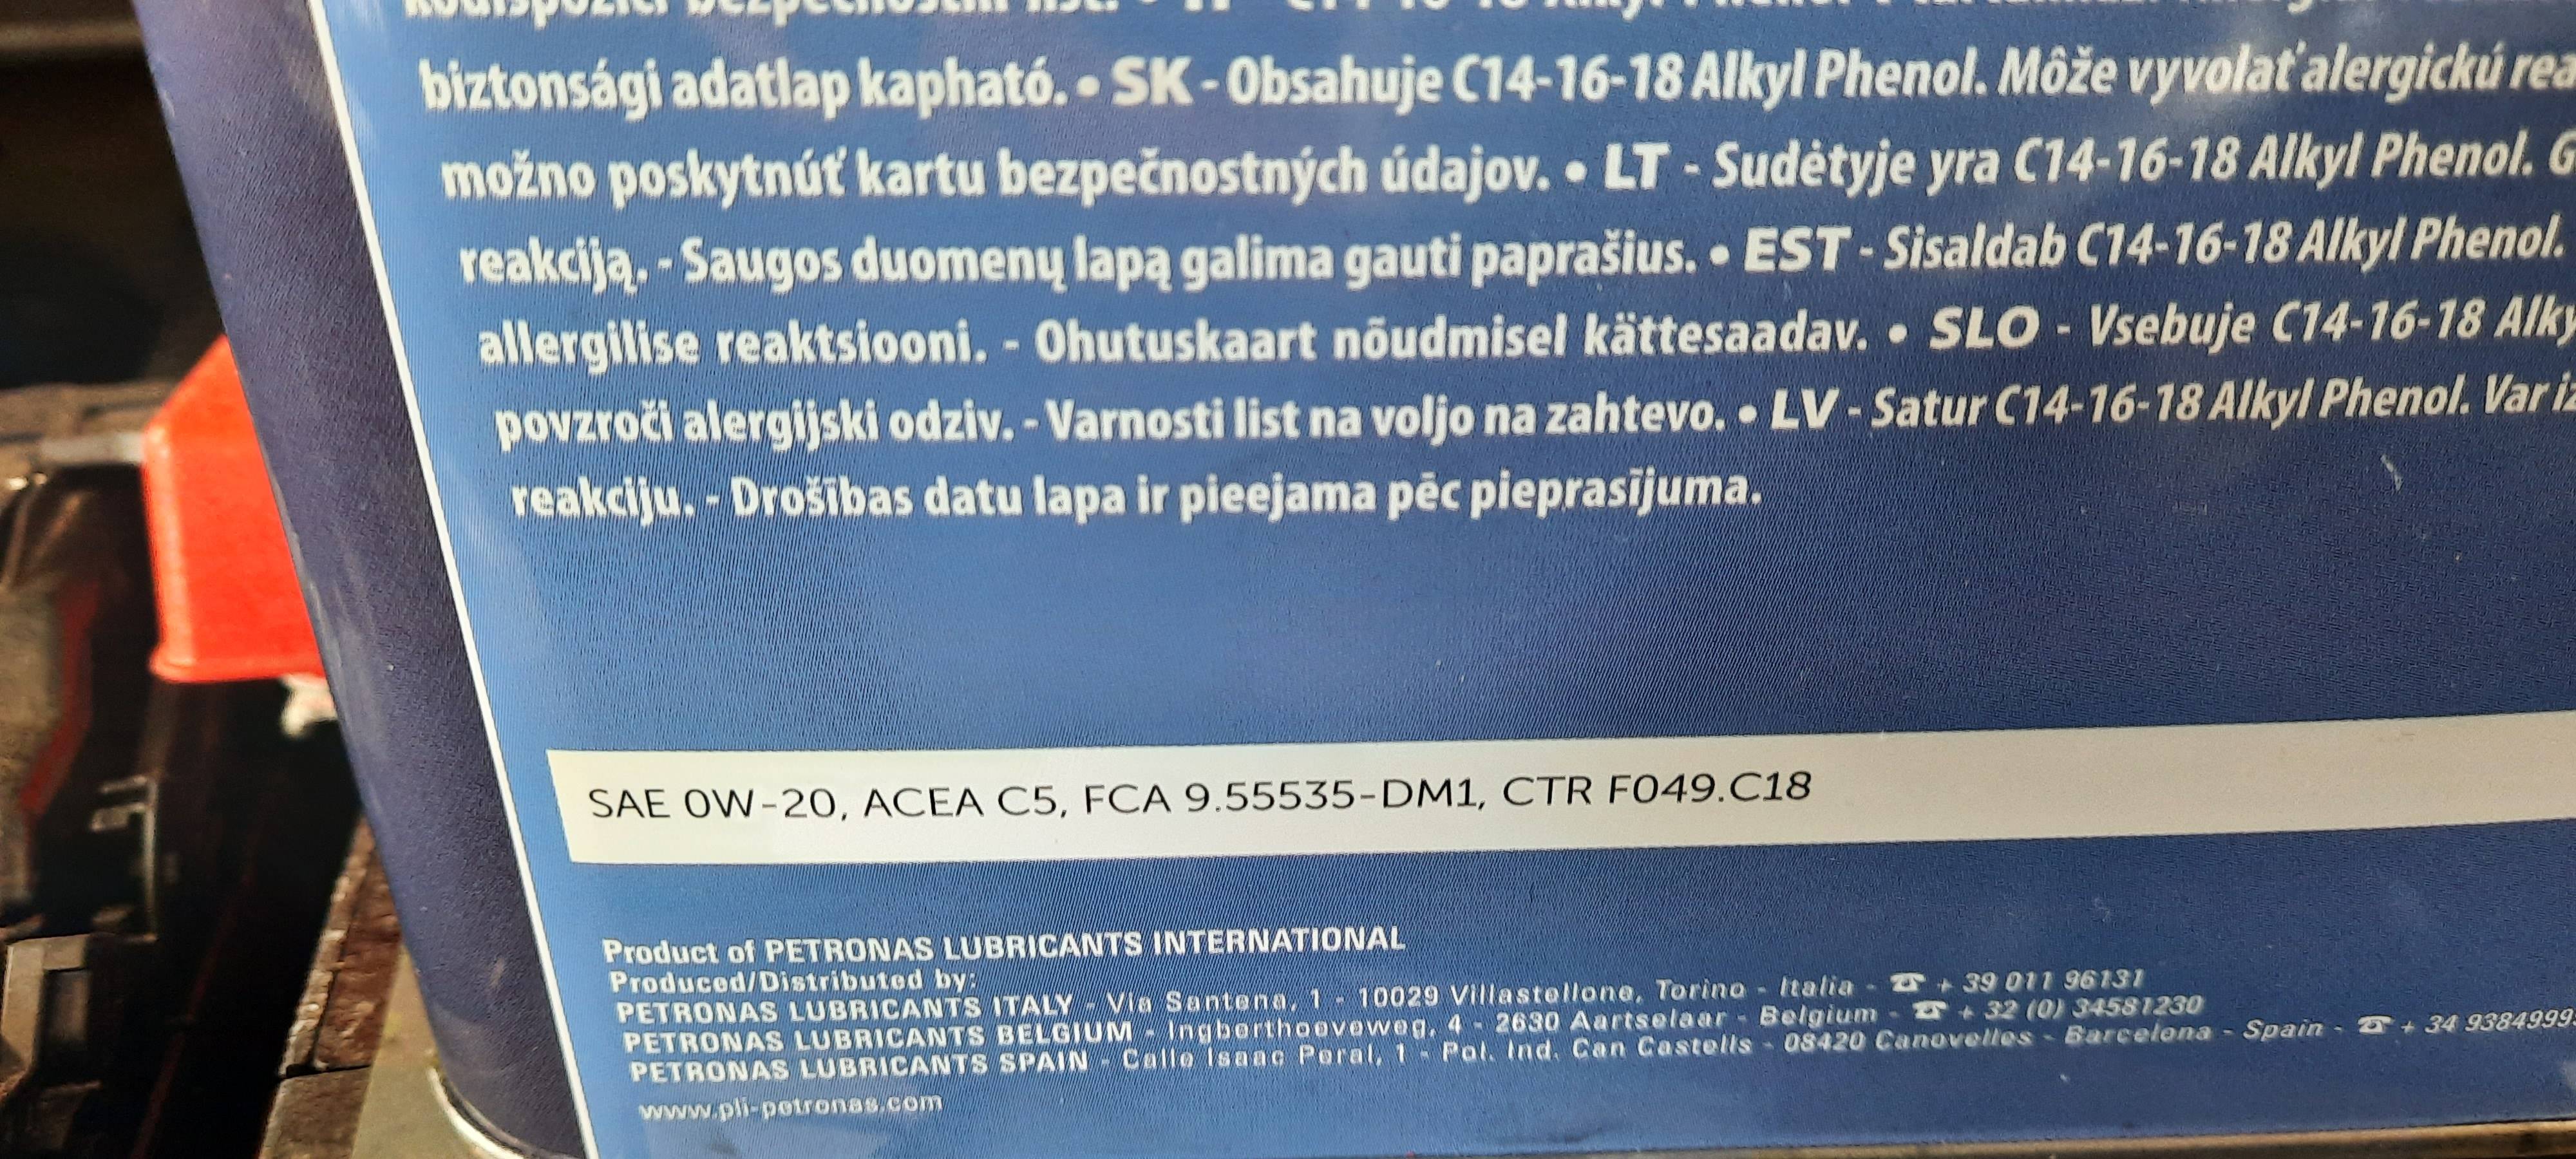 biztonsági adatlap kapható. • SK - Obsahuje C14-16-18 Alkyl Phenol. Môže vyvolať alergickú rea
možno poskytnúť kartu bezpečnostných údajov. • LT - Sudėtyje yra C14-16-18 Alkyl Phenol. G
reakciją. - Saugos duomenų lapą galima gauti paprašius. • EST - Sisaldab C14-16-18 Alkyl Phenol.
allergilise reaktsiooni. - Ohutuskaart nõudmisel kättesaadav. • SLO - Vsebuje C14-16-18 Alky
povzroči alergijski odziv. - Varnosti list na voljo na zahtevo. • LV - Satur C14-16-18 Alkyl Phenol. Var iz
reakciju. - Drošības datu lapa ir pieejama pēc pieprasījuma.
SAE 0W-20, ACEA C5, FCA 9.55535-DM1, CTR F049.C18
Product of PETRONAS LUBRICANTS INTERNATIONAL
Produced/Distributed by:
PETRONAS LUBRICANTS ITALY - Via Santena, 1 - 10029 Villastellone, Torino - Italia - ☎ + 39 011 96131
PETRONAS LUBRICANTS BELGIUM - Ingberthoeveweg, 4 - 2630 Aartselaar - Belgium - ☎ + 32 (0) 34581230
PETRONAS LUBRICANTS SPAIN - Calle Isaac Peral, 1 - Pol. Ind. Can Castells - 08420 Canovelles - Barcelona - Spain - ☎ + 34 9384999
www.pli-petronas.com